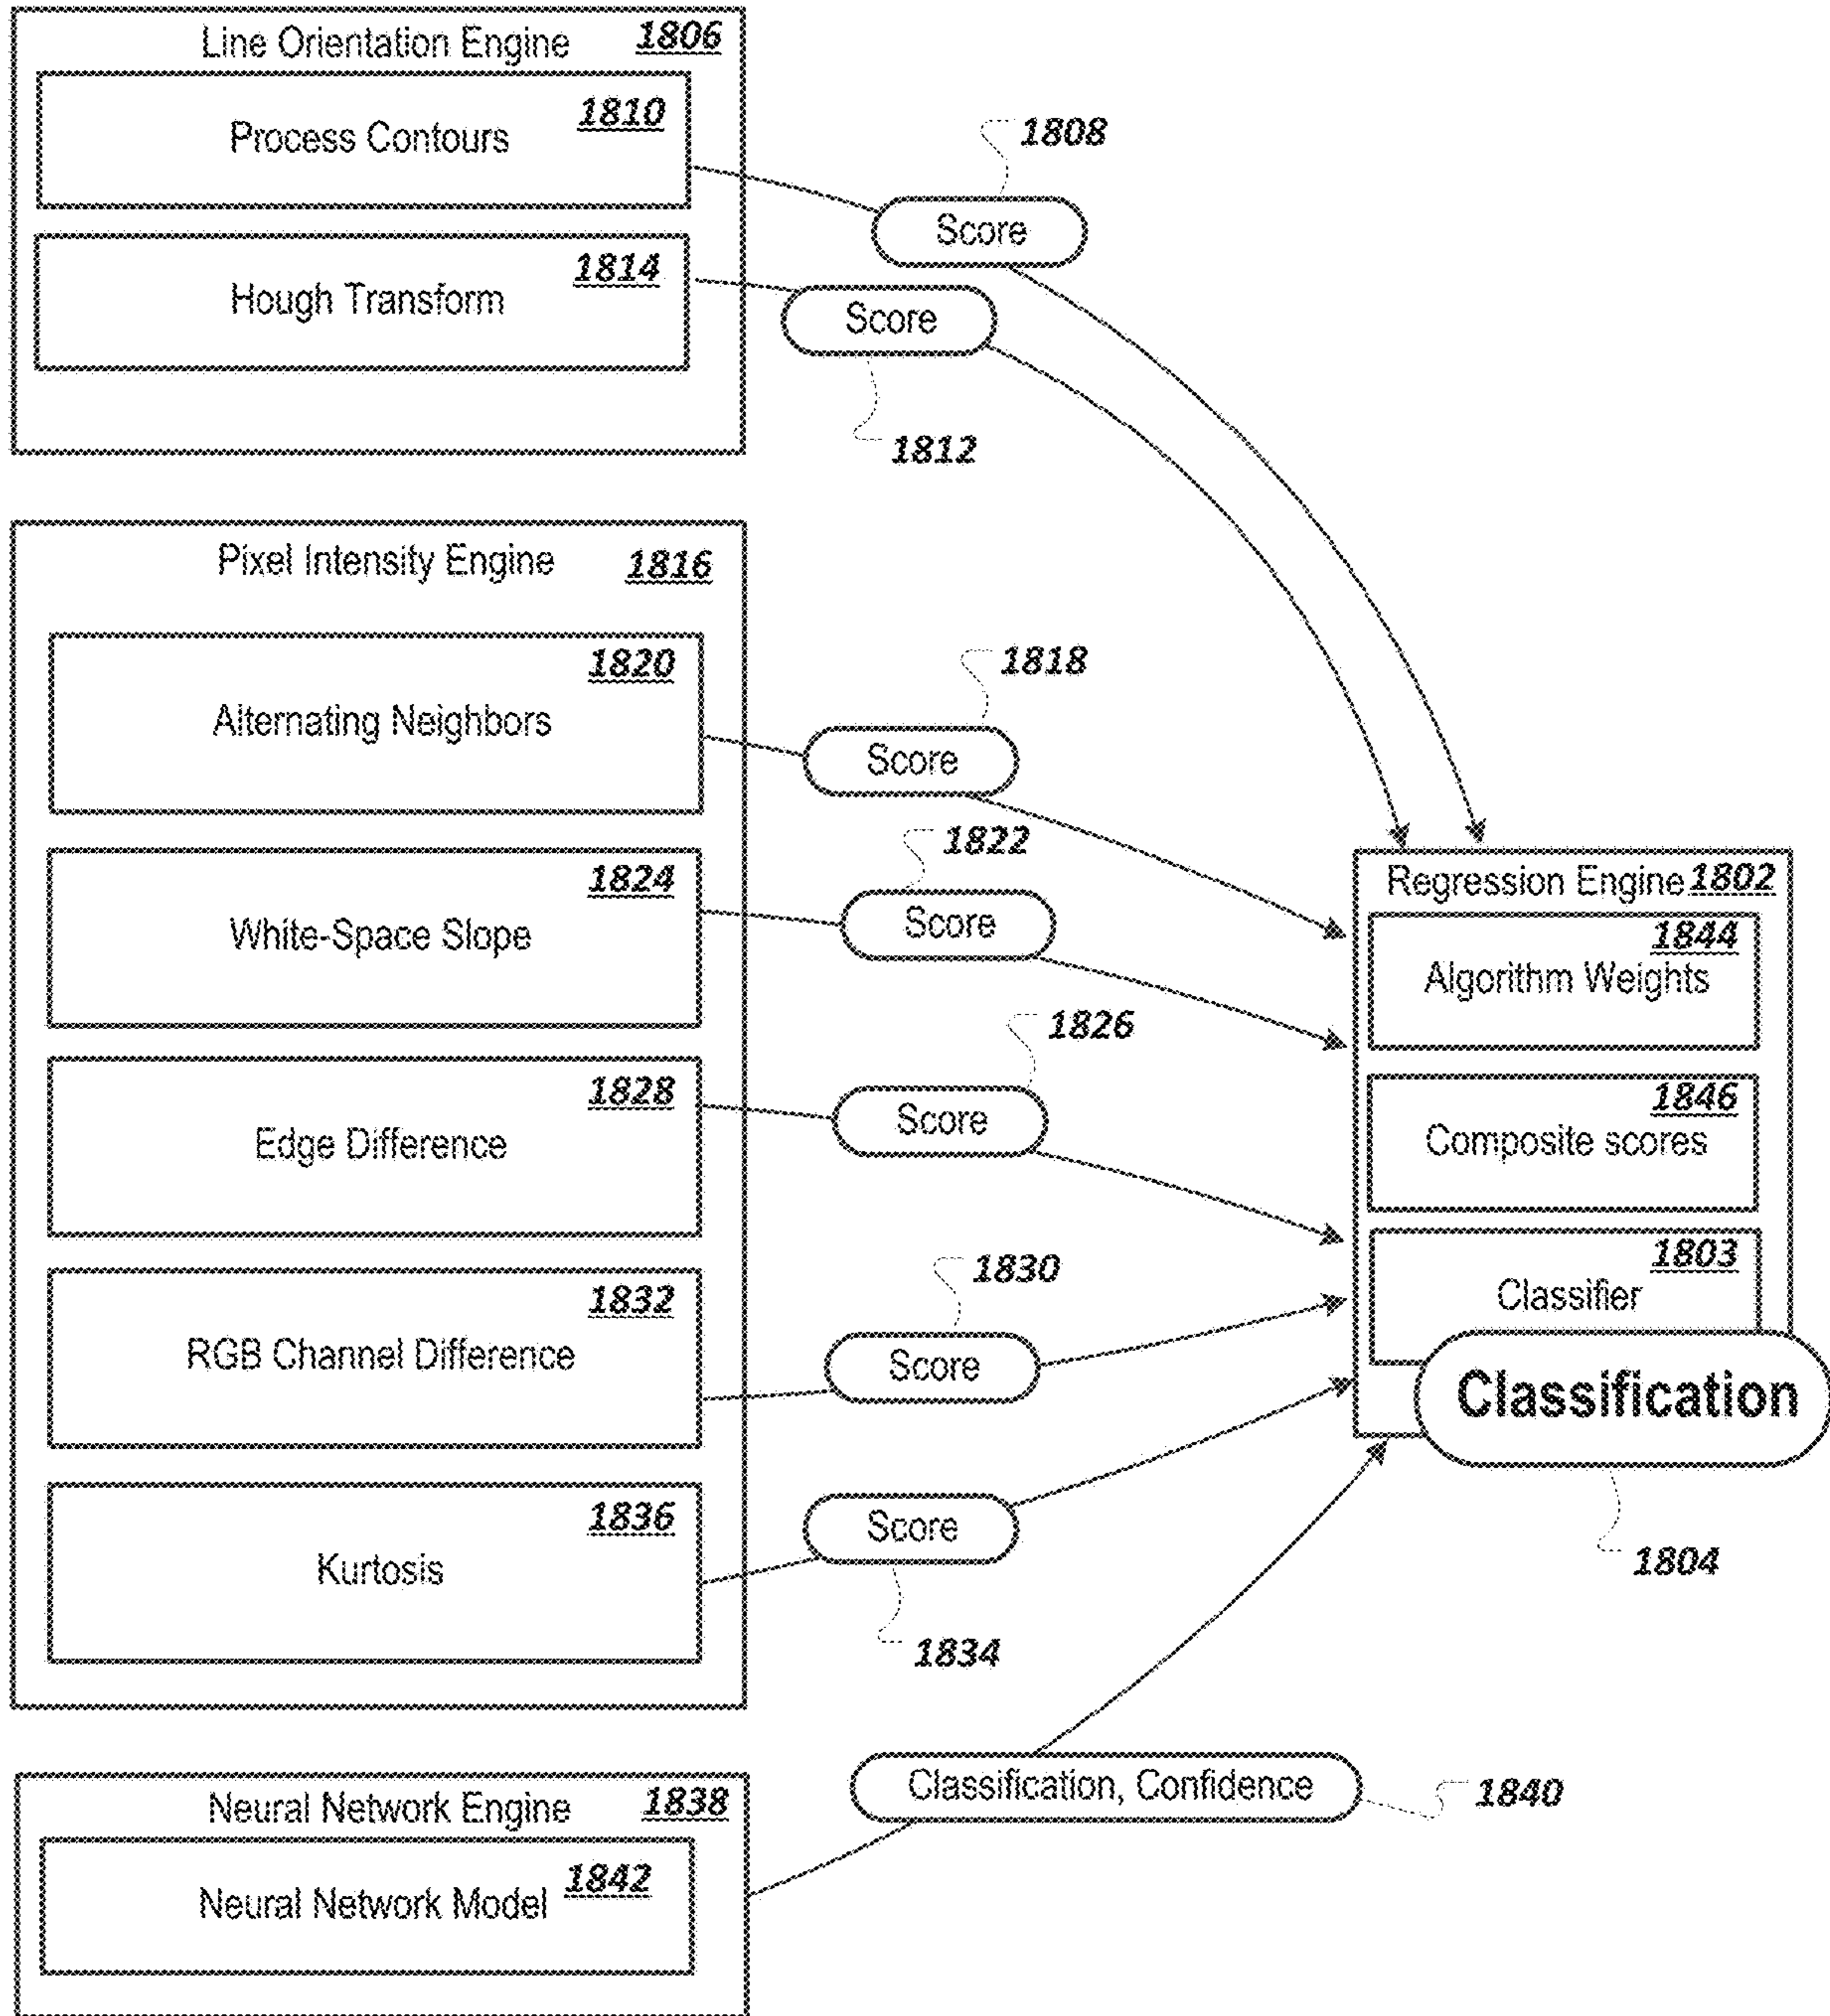 Line Orientation Engine 1806
1810
Process Contours
1808
Score
1814
Hough Transform
Score
1812
Pixel Intensity Engine 1816
1820
Alternating Neighbors
1818
Score
1822
1824
White-Space Slope
Score
1826
1828
Edge Difference
Score
1830
1832
RGB Channel Difference
Score
1836
Kurtosis
Score
1834
Regression Engine 1802
1844
Algorithm Weights
1846
Composite scores
1803
Classifier
Classification
1804
Neural Network Engine 1838
1842
Neural Network Model
Classification, Confidence
1840